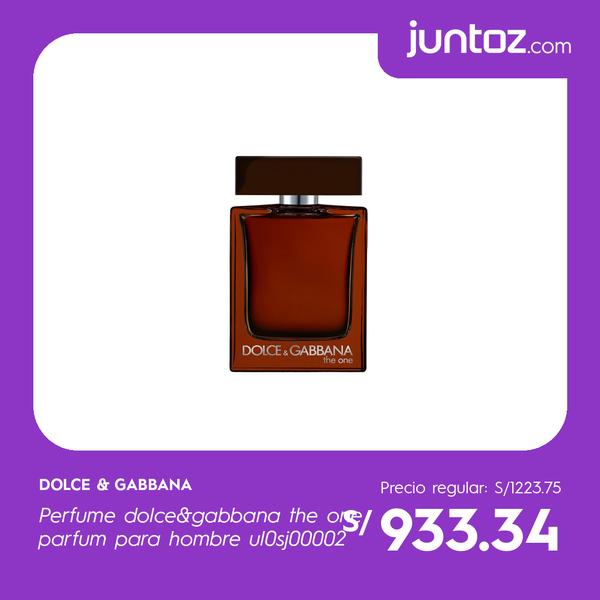 juntoz.com
DOLCE & GABBANA
the one
DOLCE & GABBANA
Perfume dolce&gabbana the one
parfum para hombre ul0sj00002
Precio regular: S/1223.75
S/ 933.34